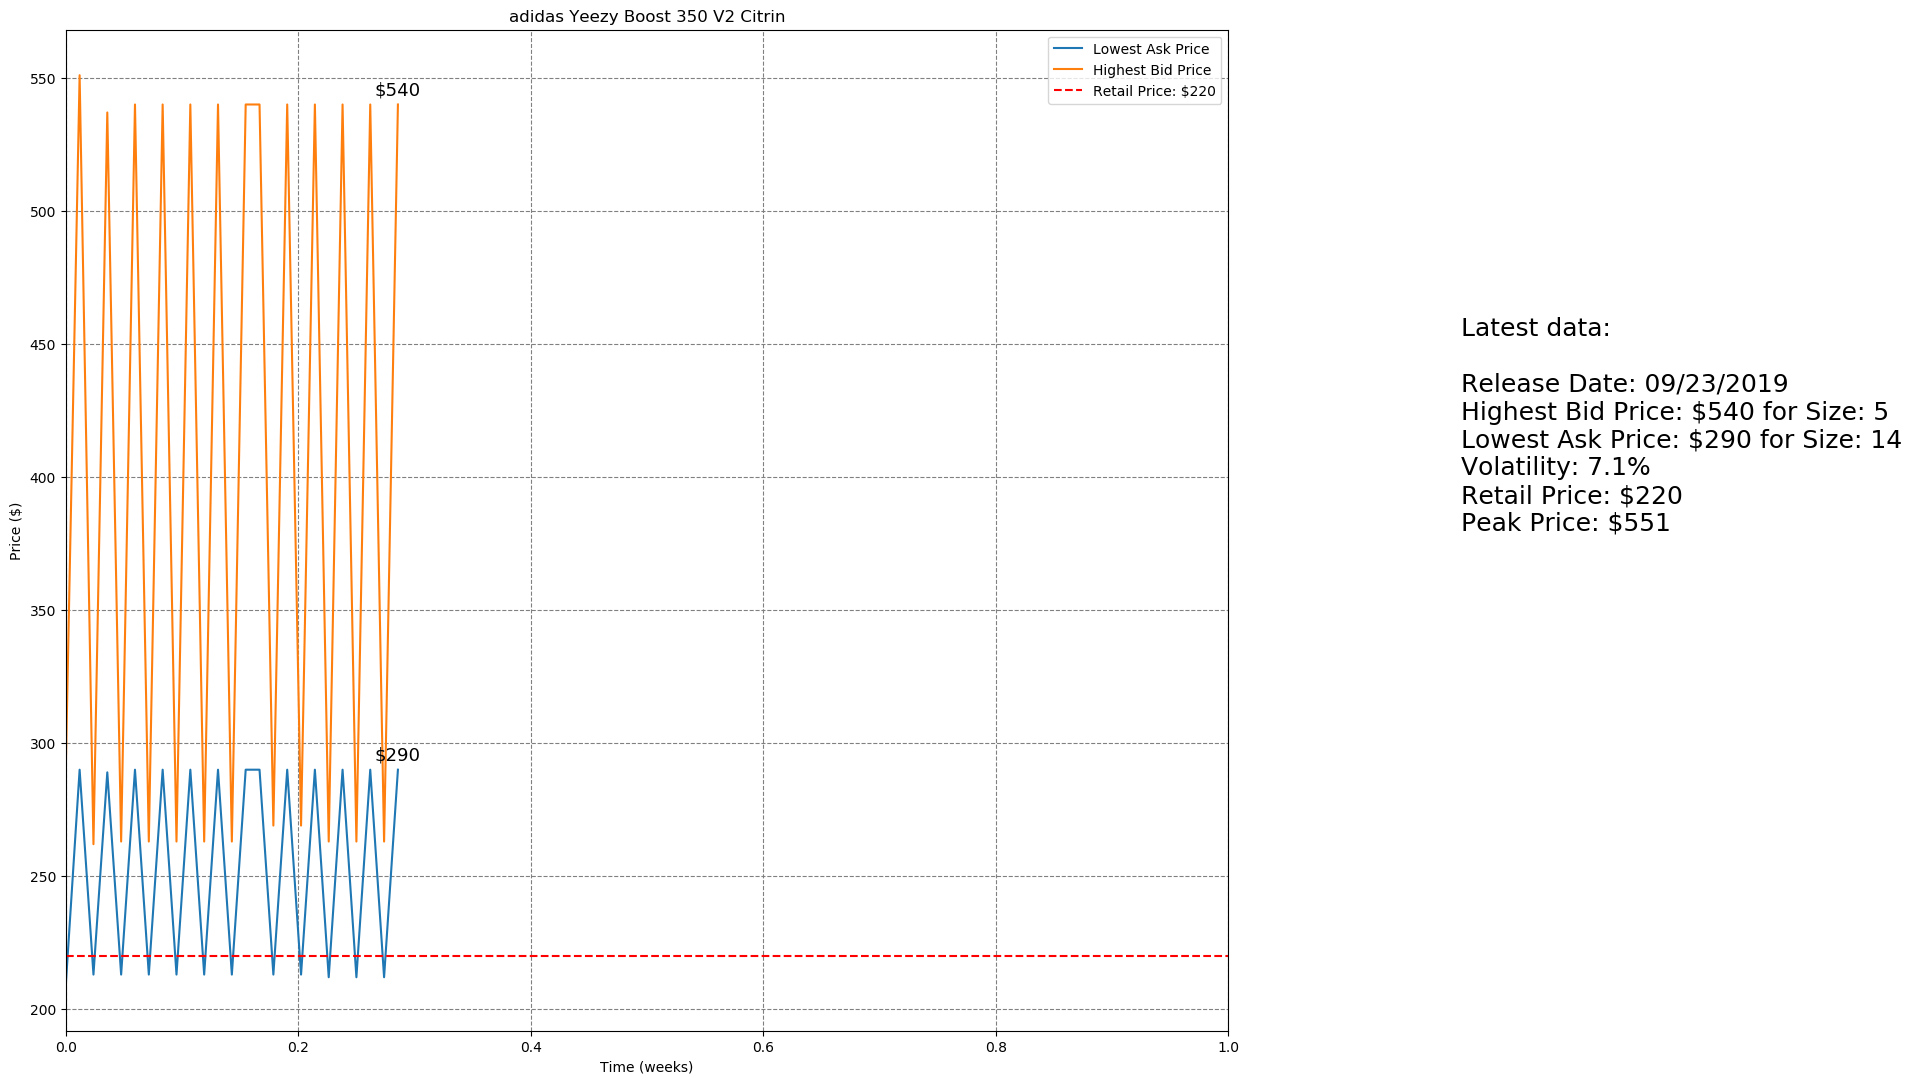 adidas Yeezy Boost 350 V2 Citrin
Lowest Ask Price
Highest Bid Price
Retail Price: $220
$540
$290
550
500
450
400
350
300
250
200
Price ($)
0.0 0.2 0.4 0.6 0.8 1.0
Time (weeks)
Latest data:
Release Date: 09/23/2019
Highest Bid Price: $540 for Size: 5
Lowest Ask Price: $290 for Size: 14
Volatility: 7.1%
Retail Price: $220
Peak Price: $551